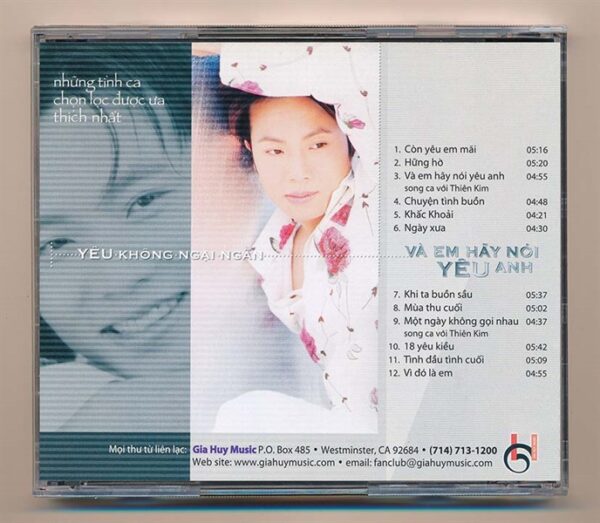 những tình ca
chọn lọc được ưa
thích nhất
YÊU KHÔNG NGẠI NGẦN
1. Còn yêu em mãi 05:16
2. Hững hờ 05:20
3. Và em hãy nói yêu anh 04:55
song ca với Thiên Kim
4. Chuyện tình buồn 04:48
5. Khắc Khoải 04:21
6. Ngày xưa 04:30
VÀ EM HÃY NÓI
YÊU ANH
7. Khi ta buồn sầu 05:37
8. Mùa thu cuối 05:02
9. Một ngày không gọi nhau 04:37
song ca với Thiên Kim
10. 18 yêu kiều 05:42
11. Tình đầu tình cuối 05:09
12. Vì đó là em 04:55
Mọi thư từ liên lạc: Gia Huy Music P.O. Box 485 • Westminster, CA 92684 • (714) 713-1200
Web site: www.giahuymusic.com • email: fanclub@giahuymusic.com